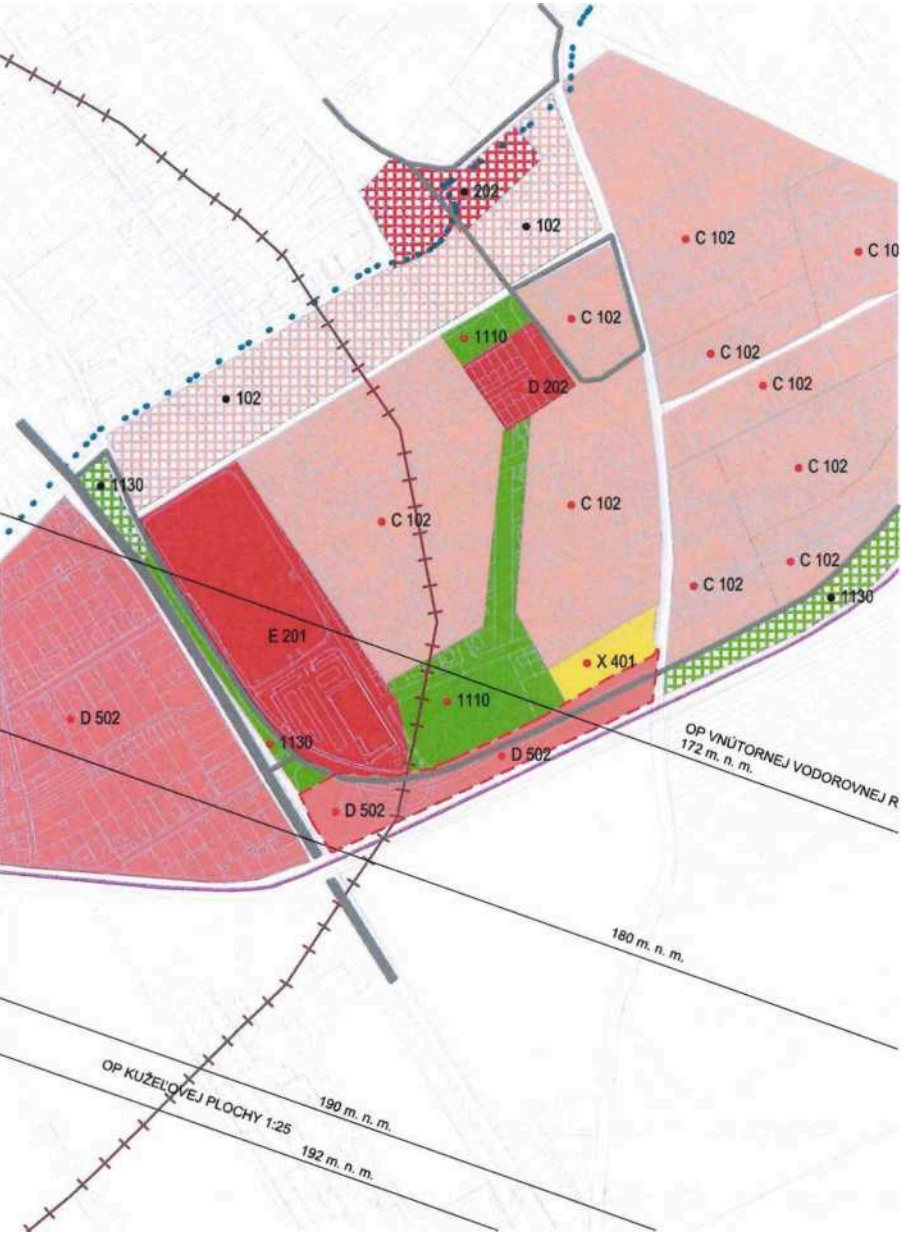 202
102
C 102
C 10
C 102
1110
C 102
C 102
D 202
102
C 102
1130
C 102
C 102
C 102
C 102
1130
E 201
X 401
1110
D 502
1130
D 502
D 502
OP VNÚTORNEJ VODOROVNEJ R
172 m. n. m.
180 m. n. m.
OP KUŽEĽOVEJ PLOCHY 1:25
190 m. n. m.
192 m. n. m.